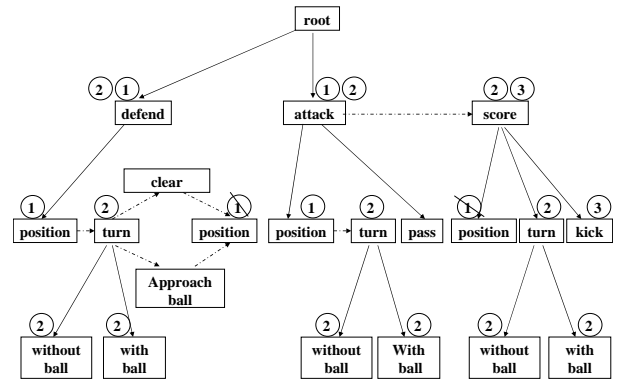 root
2 1
1 2
2 3
defend
attack
score
clear
1 2 1
1 2
1 2 3
position turn position
position turn pass
position turn kick
Approach
ball
2 2
2 2
2 2
without
ball
with
ball
without
ball
With
ball
without
ball
with
ball